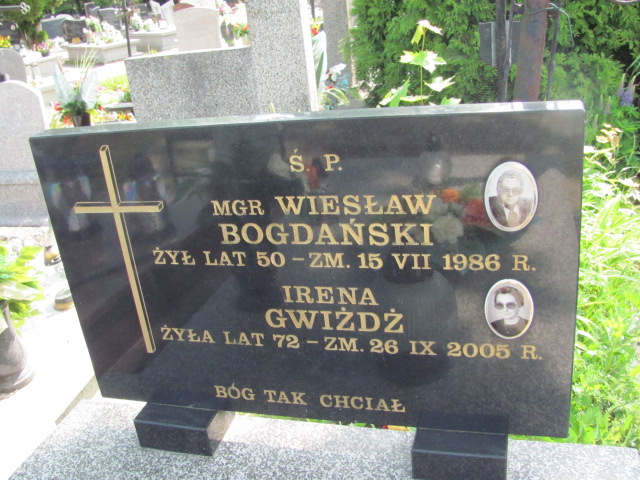 Ś. P.
MGR WIESŁAW
BOGDAŃSKI
ŻYŁ LAT 50 - ZM. 15 VII 1986 R.
IRENA
GWIŻDŻ
ŻYŁA LAT 72 - ZM. 26 IX 2005 R.
BÓG TAK CHCIAŁ